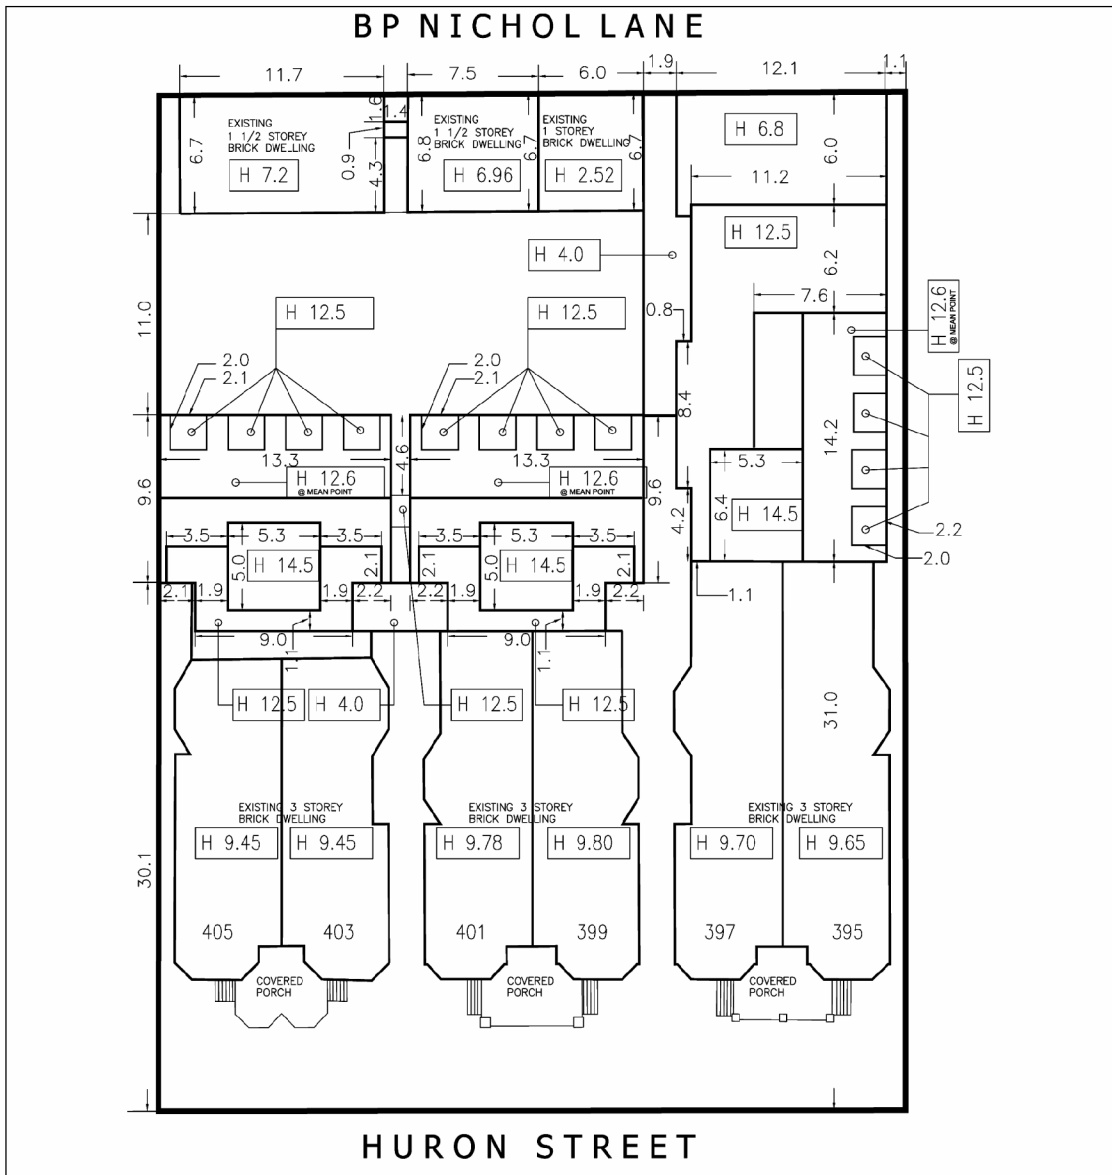 BP NICHOL LANE
11.7
7.5
6.0
1.9
12.1
1.1
1.6
1.4
EXISTING
1 1/2 STOREY
BRICK DWELLING
EXISTING
1 1/2 STOREY
BRICK DWELLING
EXISTING
1 STOREY
BRICK DWELLING
H 6.8
6.7
0.9
4.3
6.8
6.7
6.7
6.0
H 7.2
H 6.96
H 2.52
11.2
H 12.5
H 4.0
6.2
7.6
H 12.6
@ MEAN POINT
11.0
H 12.5
H 12.5
0.8
2.0
2.1
2.0
2.1
8.4
14.2
H 12.5
13.3
4.6
13.3
5.3
9.6
H 12.6
@ MEAN POINT
H 12.6
@ MEAN POINT
9.6
4.2
6.4
H 14.5
2.2
2.0
3.5
5.3
3.5
3.5
5.3
3.5
5.0
H 14.5
2.1
2.1
5.0
H 14.5
2.1
1.1
2.1
1.9
1.9
2.2
2.2
1.9
1.9
2.2
9.0
1.1
9.0
1.1
H 12.5
H 4.0
H 12.5
H 12.5
31.0
EXISTING 3 STOREY
BRICK DWELLING
EXISTING 3 STOREY
BRICK DWELLING
EXISTING 3 STOREY
BRICK DWELLING
H 9.45
H 9.45
H 9.78
H 9.80
H 9.70
H 9.65
30.1
405
403
401
399
397
395
COVERED
PORCH
COVERED
PORCH
COVERED
PORCH
HURON STREET